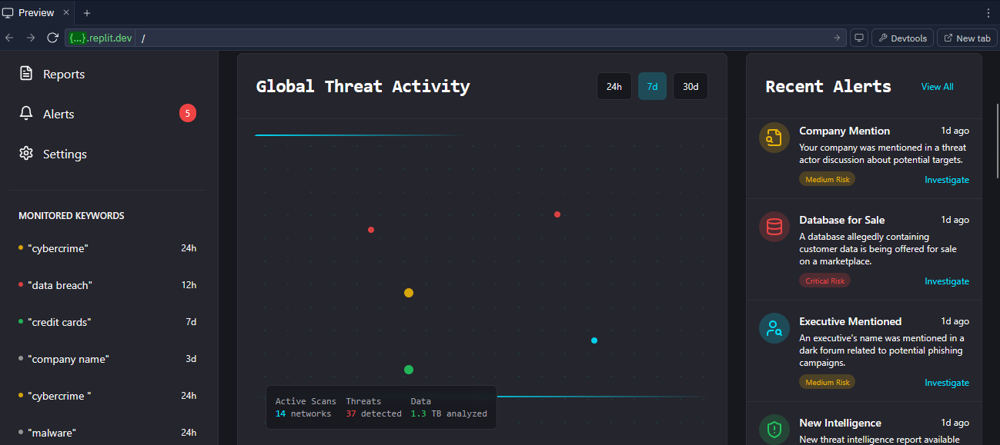 Preview
{...}.replit.dev /
Devtools
New tab
Reports
Alerts
5
Settings
MONITORED KEYWORDS
"cybercrime" 24h
"data breach" 12h
"credit cards" 7d
"company name" 3d
"cybercrime " 24h
"malware" 24h
Global Threat Activity
24h
7d
30d
Active Scans
14 networks
Threats
37 detected
Data
1.3 TB analyzed
Recent Alerts
View All
Company Mention 1d ago
Your company was mentioned in a threat
actor discussion about potential targets.
Medium Risk
Investigate
Database for Sale 1d ago
A database allegedly containing
customer data is being offered for sale
on a marketplace.
Critical Risk
Investigate
Executive Mentioned 1d ago
An executive's name was mentioned in a
dark forum related to potential phishing
campaigns.
Medium Risk
Investigate
New Intelligence 1d ago
New threat intelligence report available